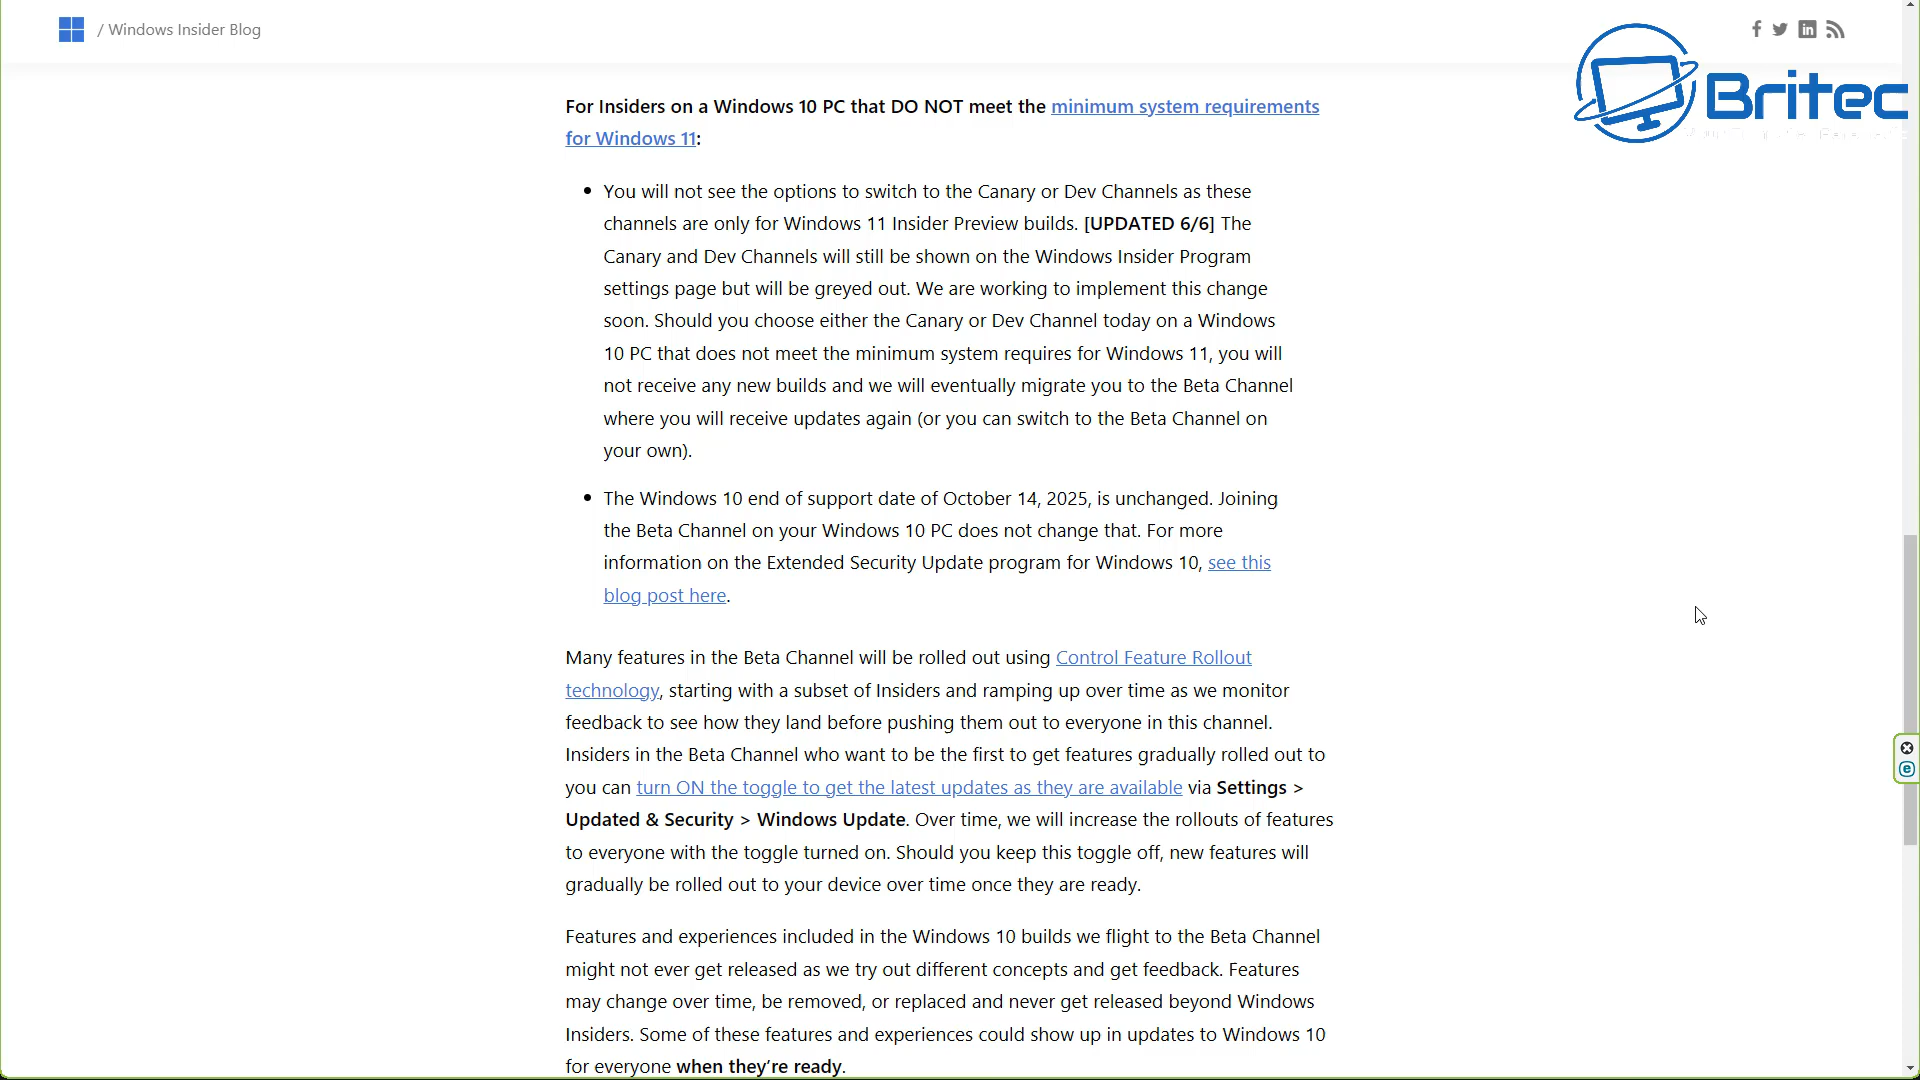 / Windows Insider Blog
Britec
For Insiders on a Windows 10 PC that DO NOT meet the minimum system requirements
for Windows 11:
• You will not see the options to switch to the Canary or Dev Channels as these
channels are only for Windows 11 Insider Preview builds. [UPDATED 6/6] The
Canary and Dev Channels will still be shown on the Windows Insider Program
settings page but will be greyed out. We are working to implement this change
soon. Should you choose either the Canary or Dev Channel today on a Windows
10 PC that does not meet the minimum system requires for Windows 11, you will
not receive any new builds and we will eventually migrate you to the Beta Channel
where you will receive updates again (or you can switch to the Beta Channel on
your own).
• The Windows 10 end of support date of October 14, 2025, is unchanged. Joining
the Beta Channel on your Windows 10 PC does not change that. For more
information on the Extended Security Update program for Windows 10, see this
blog post here.
Many features in the Beta Channel will be rolled out using Control Feature Rollout
technology, starting with a subset of Insiders and ramping up over time as we monitor
feedback to see how they land before pushing them out to everyone in this channel.
Insiders in the Beta Channel who want to be the first to get features gradually rolled out to
you can turn ON the toggle to get the latest updates as they are available via Settings >
Updated & Security > Windows Update. Over time, we will increase the rollouts of features
to everyone with the toggle turned on. Should you keep this toggle off, new features will
gradually be rolled out to your device over time once they are ready.
Features and experiences included in the Windows 10 builds we flight to the Beta Channel
might not ever get released as we try out different concepts and get feedback. Features
may change over time, be removed, or replaced and never get released beyond Windows
Insiders. Some of these features and experiences could show up in updates to Windows 10
for everyone when they're ready.